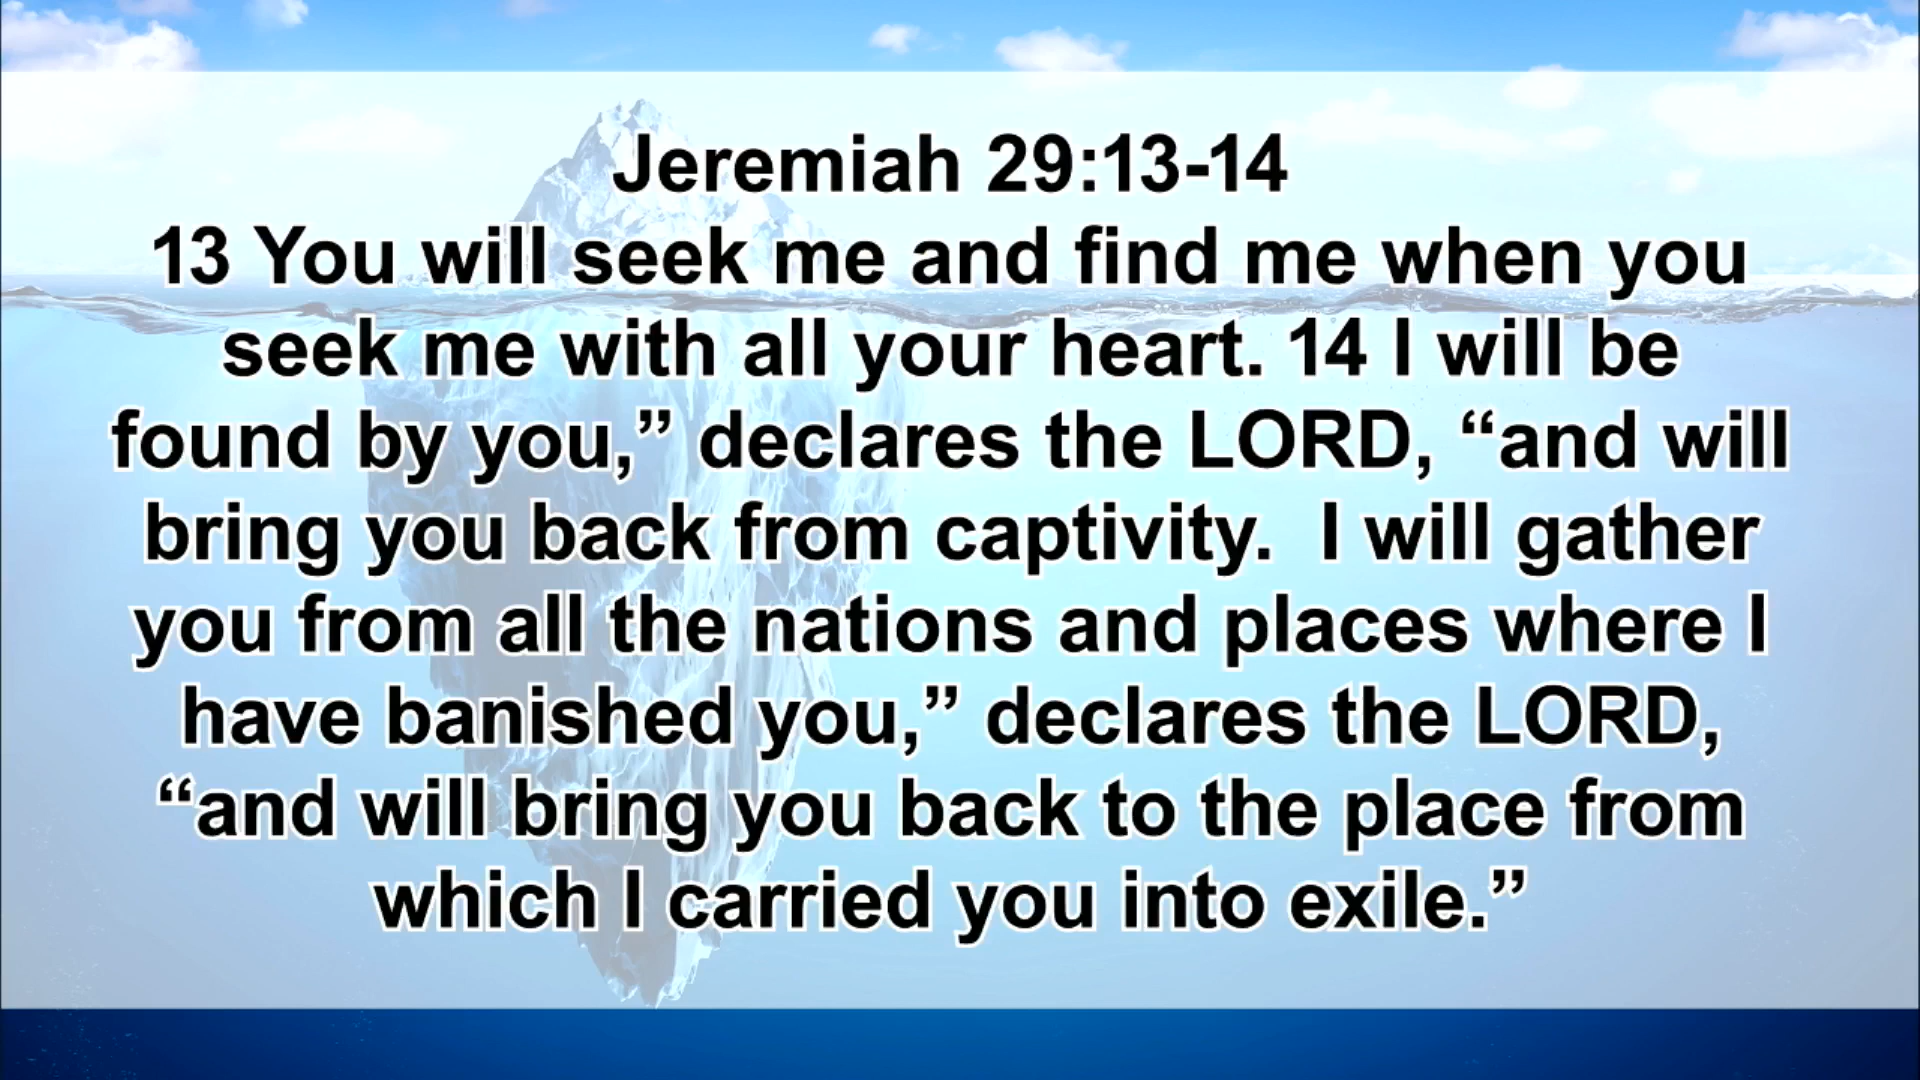 Jeremiah 29:13-14
13 You will seek me and find me when you
seek me with all your heart. 14 I will be
found by you,” declares the LORD, “and will
bring you back from captivity.  I will gather
you from all the nations and places where I
have banished you,” declares the LORD,
“and will bring you back to the place from
which I carried you into exile.”